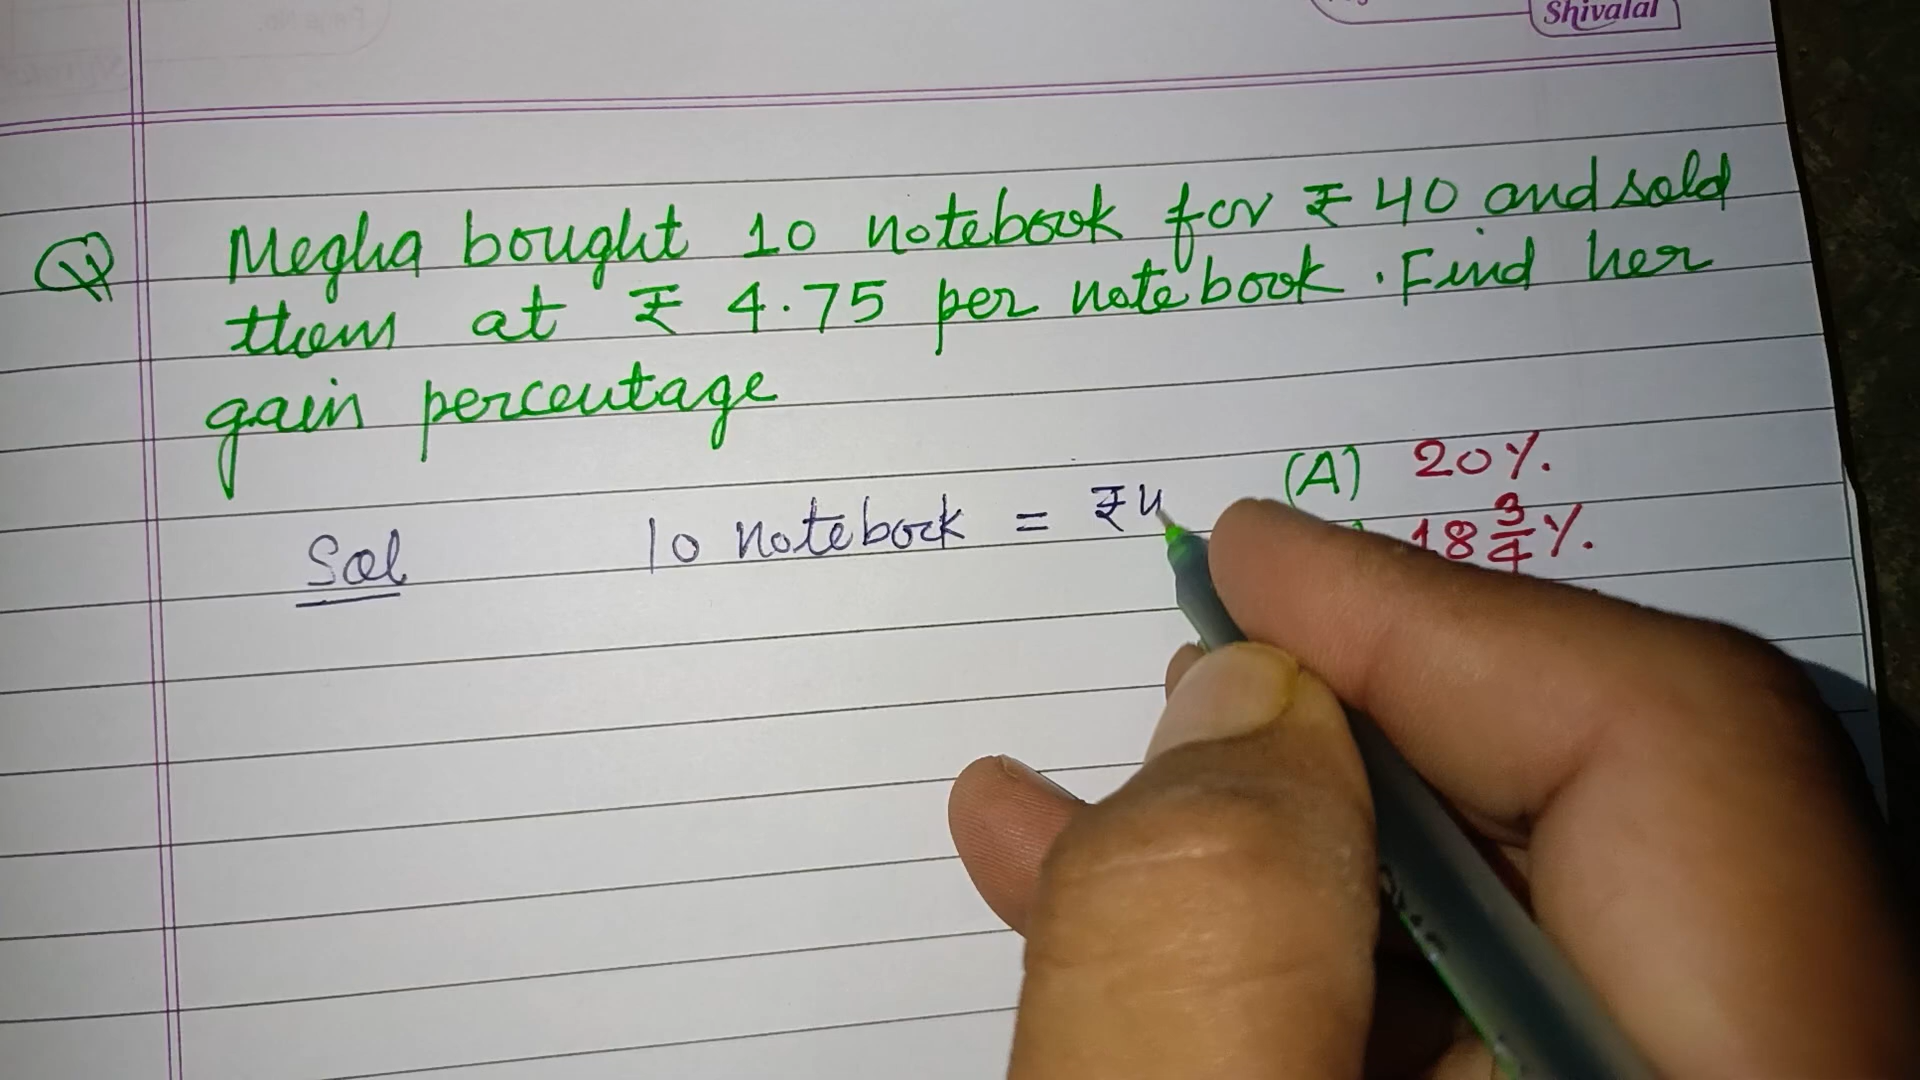 Shivalal
Q Megha bought 10 notebook for ₹ 40 and sold
them at ₹ 4.75 per notebook. Find her
gain percentage
(A) 20%.
Sol 10 notebook = ₹4
18 3/4 %.